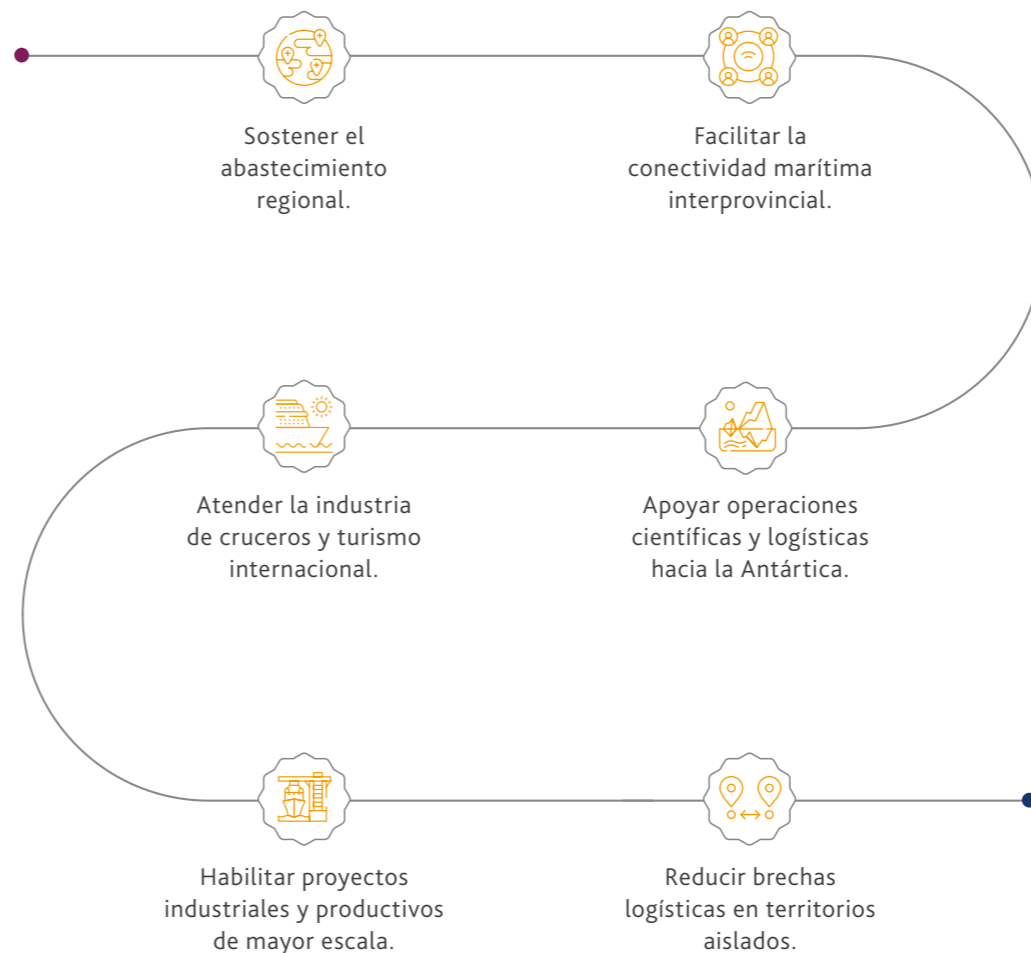 Sostener el
abastecimiento
regional.
Facilitar la
conectividad marítima
interprovincial.
Apoyar operaciones
científicas y logísticas
hacia la Antártica.
Atender la industria
de cruceros y turismo
internacional.
Habilitar proyectos
industriales y productivos
de mayor escala.
Reducir brechas
logísticas en territorios
aislados.